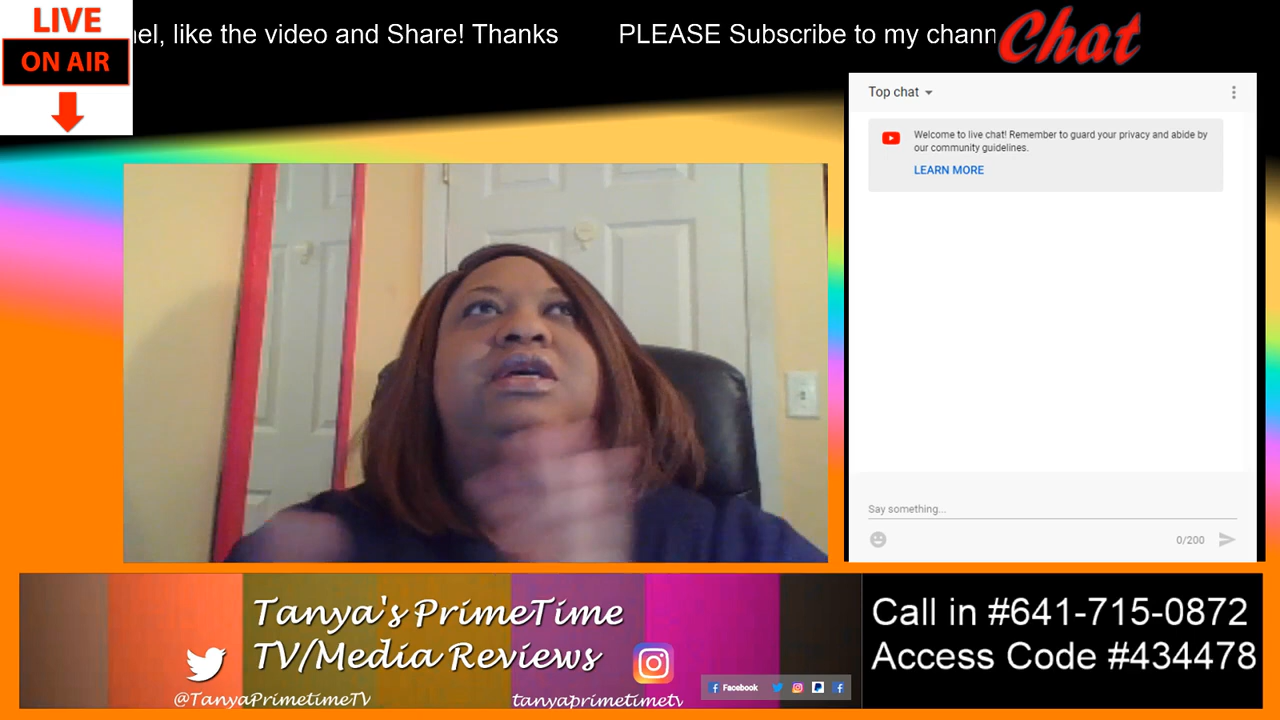 LIVE
ON AIR
nel, like the video and Share! Thanks PLEASE Subscribe to my chann
Chat
Top chat
Welcome to live chat! Remember to guard your privacy and abide by
our community guidelines.
LEARN MORE
Say something...
0/200
Tanya's PrimeTime
TV/Media Reviews
@TanyaPrimetimeTV
tanyaprimetimetv
Facebook
Call in #641-715-0872
Access Code #434478